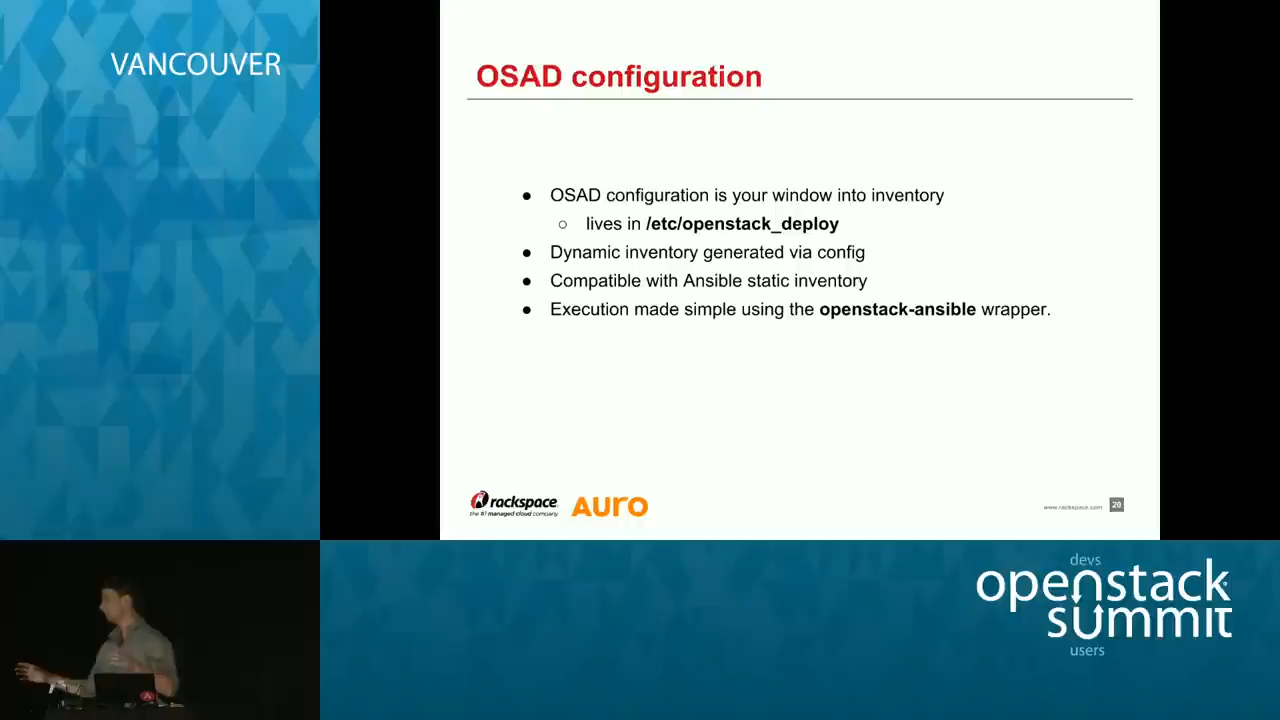 VANCOUVER
OSAD configuration
● OSAD configuration is your window into inventory
○ lives in /etc/openstack_deploy
● Dynamic inventory generated via config
● Compatible with Ansible static inventory
● Execution made simple using the openstack-ansible wrapper.
rackspace
the #1 managed cloud company
AURO
www.rackspace.com
20
devs
openstack
summit
users